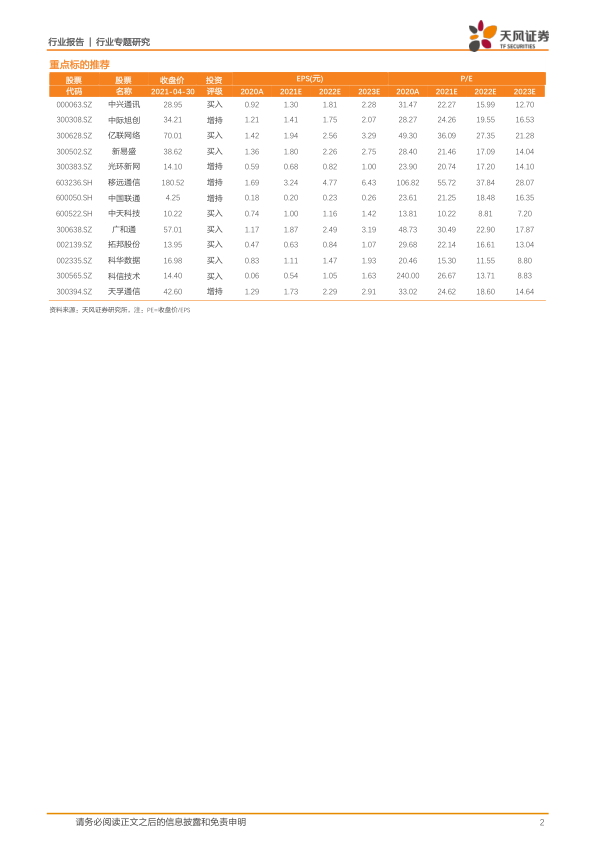 行业报告 | 行业专题研究
天风证券
TF SECURITIES
重点标的推荐
股票 股票 收盘价 投资 EPS(元) P/E
代码 名称 2021-04-30 评级 2020A 2021E 2022E 2023E 2020A 2021E 2022E 2023E
000063.SZ 中兴通讯 28.95 买入 0.92 1.30 1.81 2.28 31.47 22.27 15.99 12.70
300308.SZ 中际旭创 34.21 增持 1.21 1.41 1.75 2.07 28.27 24.26 19.55 16.53
300628.SZ 亿联网络 70.01 买入 1.42 1.94 2.56 3.29 49.30 36.09 27.35 21.28
300502.SZ 新易盛 38.62 买入 1.36 1.80 2.26 2.75 28.40 21.46 17.09 14.04
300383.SZ 光环新网 14.10 增持 0.59 0.68 0.82 1.00 23.90 20.74 17.20 14.10
603236.SH 移远通信 180.52 增持 1.69 3.24 4.77 6.43 106.82 55.72 37.84 28.07
600050.SH 中国联通 4.25 增持 0.18 0.20 0.23 0.26 23.61 21.25 18.48 16.35
600522.SH 中天科技 10.22 买入 0.74 1.00 1.16 1.42 13.81 10.22 8.81 7.20
300638.SZ 广和通 57.01 买入 1.17 1.87 2.49 3.19 48.73 30.49 22.90 17.87
002139.SZ 拓邦股份 13.95 买入 0.47 0.63 0.84 1.07 29.68 22.14 16.61 13.04
002335.SZ 科华数据 16.98 买入 0.83 1.11 1.47 1.93 20.46 15.30 11.55 8.80
300565.SZ 科信技术 14.40 买入 0.06 0.54 1.05 1.63 240.00 26.67 13.71 8.83
300394.SZ 天孚通信 42.60 增持 1.29 1.73 2.29 2.91 33.02 24.62 18.60 14.64
资料来源：天风证券研究所，注：PE=收盘价/EPS
请务必阅读正文之后的信息披露和免责申明 2